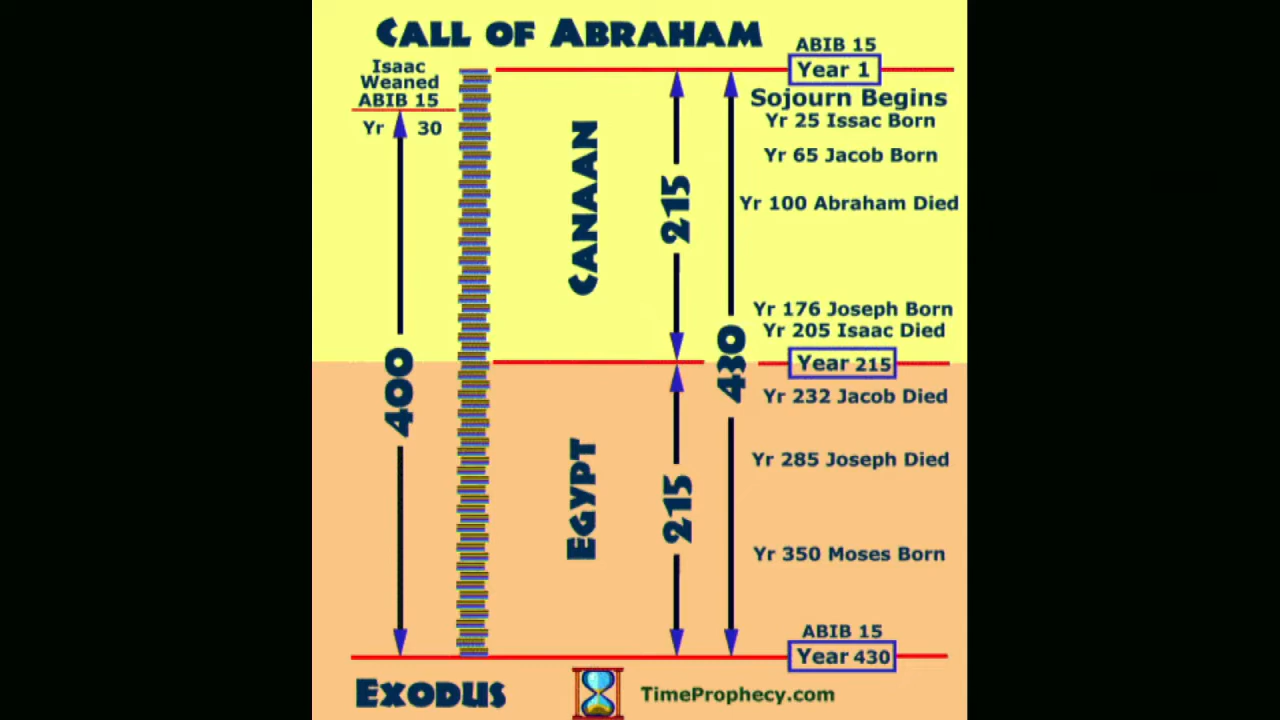 CALL OF ABRAHAM
Isaac
Weaned
ABIB 15
Yr 30
400
CANAAN
215
430
EGYPT
215
ABIB 15
Year 1
Sojourn Begins
Yr 25 Issac Born
Yr 65 Jacob Born
Yr 100 Abraham Died
Yr 176 Joseph Born
Yr 205 Isaac Died
Year 215
Yr 232 Jacob Died
Yr 285 Joseph Died
Yr 350 Moses Born
ABIB 15
Year 430
EXODUS
TimeProphecy.com